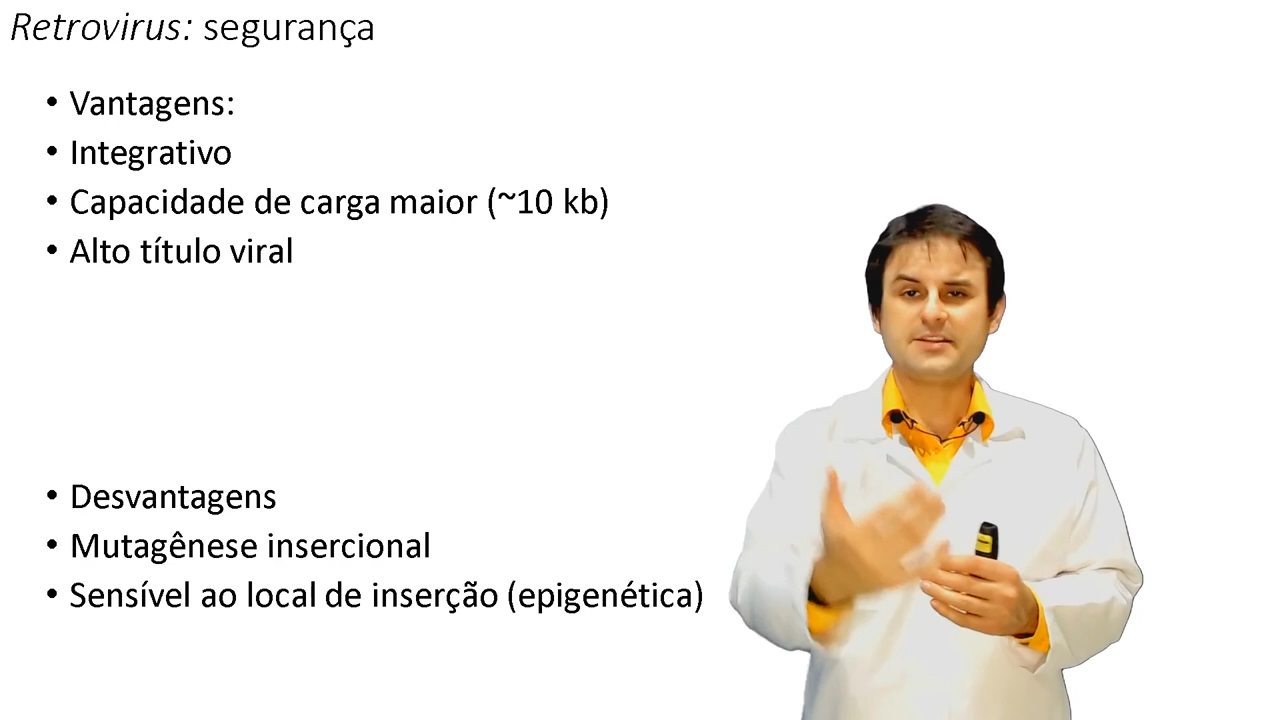 Retrovirus: segurança
• Vantagens:
• Integrativo
• Capacidade de carga maior (~10 kb)
• Alto título viral
• Desvantagens
• Mutagênese insercional
• Sensível ao local de inserção (epigenética)